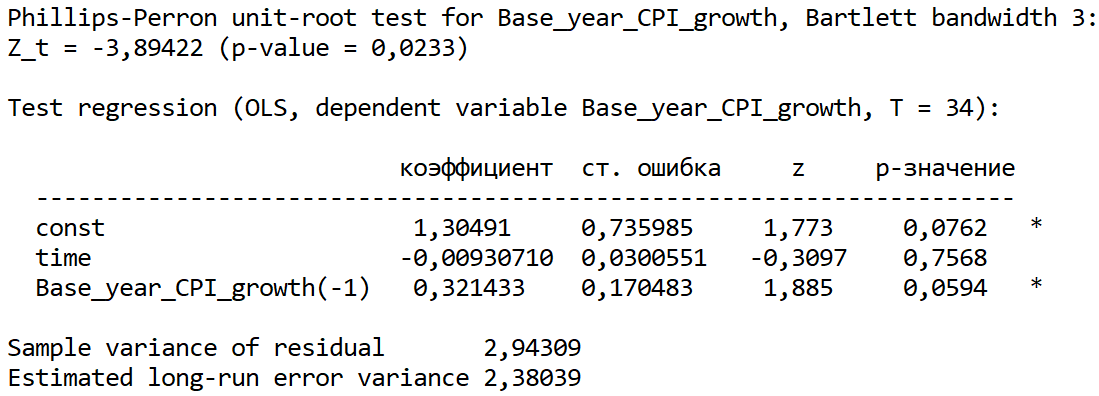 Phillips-Perron unit-root test for Base_year_CPI_growth, Bartlett bandwidth 3:
Z_t = -3,89422 (p-value = 0,0233)
Test regression (OLS, dependent variable Base_year_CPI_growth, T = 34):
коэффициент ст. ошибка z p-значение
---------------------------------------------------------------------
const 1,30491 0,735985 1,773 0,0762 *
time -0,00930710 0,0300551 -0,3097 0,7568
Base_year_CPI_growth(-1) 0,321433 0,170483 1,885 0,0594 *
Sample variance of residual 2,94309
Estimated long-run error variance 2,38039